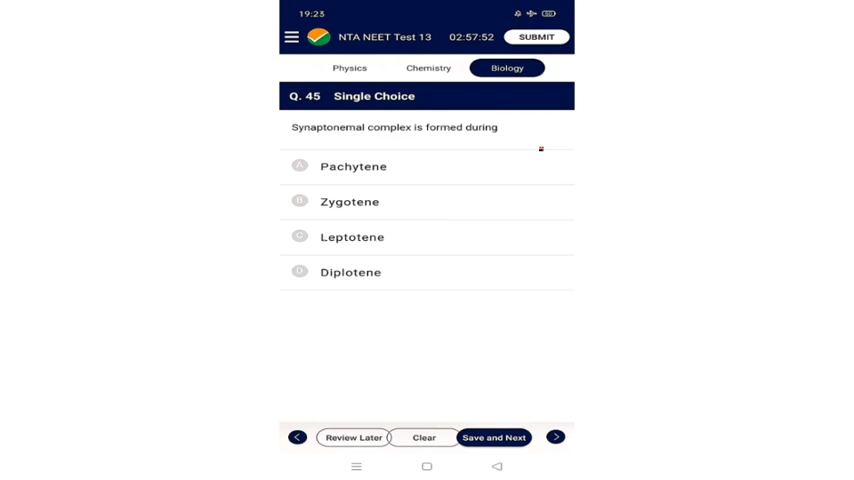 19:23
NTA NEET Test 13 02:57:52 SUBMIT
Physics Chemistry Biology
Q. 45 Single Choice
Synaptonemal complex is formed during
A Pachytene
B Zygotene
C Leptotene
D Diplotene
Review Later Clear Save and Next